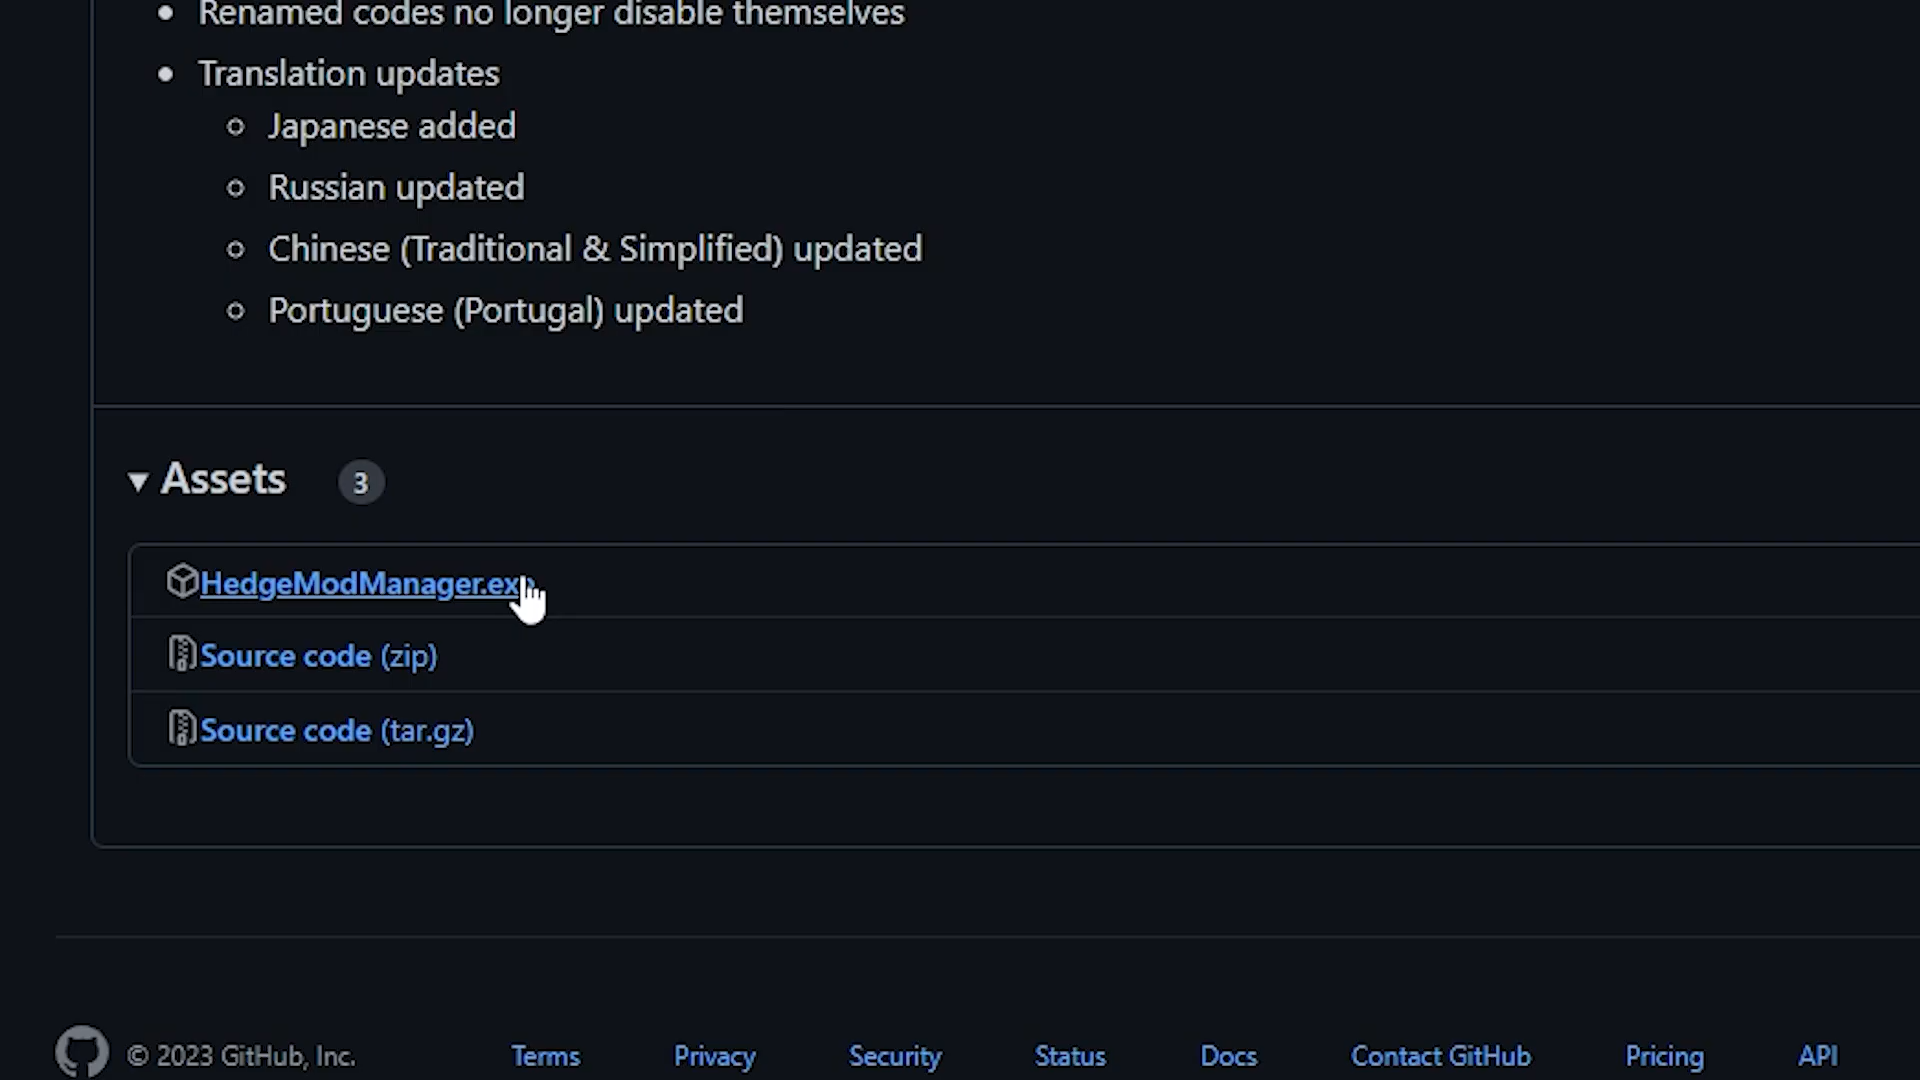 Renamed codes no longer disable themselves
Translation updates
Japanese added
Russian updated
Chinese (Traditional & Simplified) updated
Portuguese (Portugal) updated
Assets 3
HedgeModManager.exe
Source code (zip)
Source code (tar.gz)
© 2023 GitHub, Inc. Terms Privacy Security Status Docs Contact GitHub Pricing API